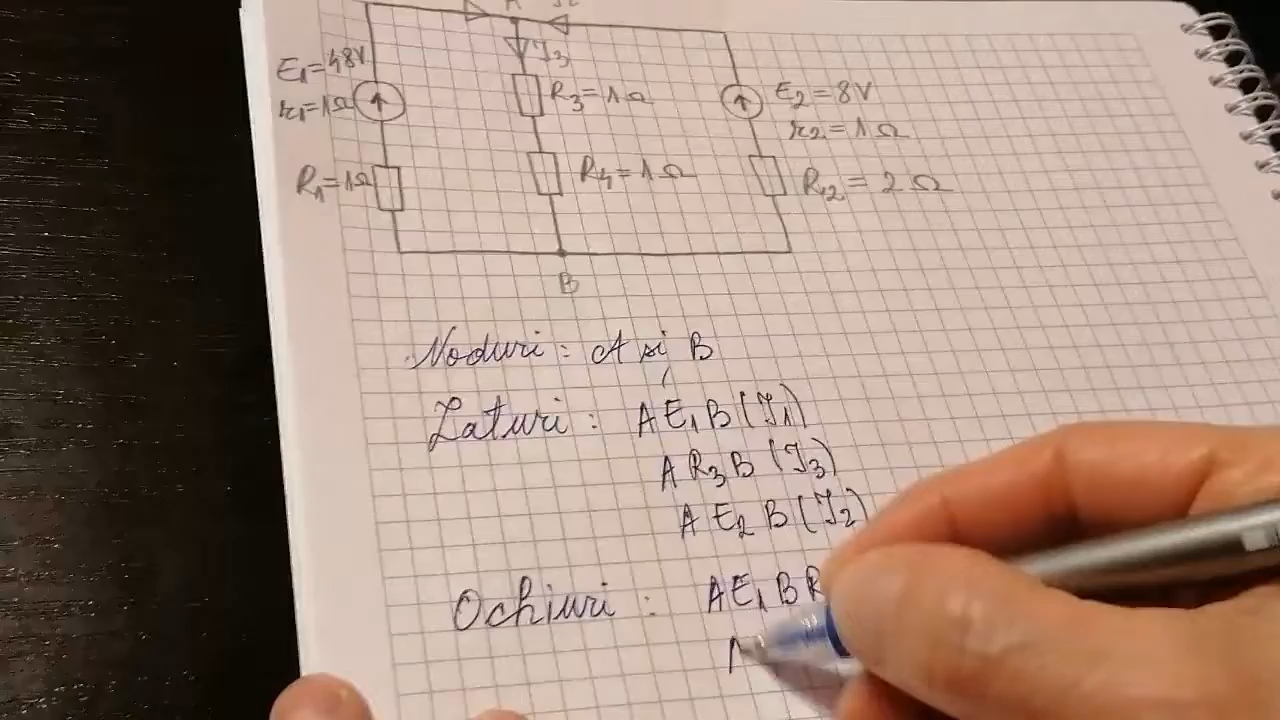 A
E₁=48V
I₃
R₃=1Ω
E₂=8V
r₁=1Ω
r₂=1Ω
R₁=1Ω
R₄=1Ω
R₂=2Ω
B
Noduri: A și B
Laturi: AE₁B(I₁)
AR₃B(I₃)
AE₂B(I₂)
Ochiuri: AE₁BR